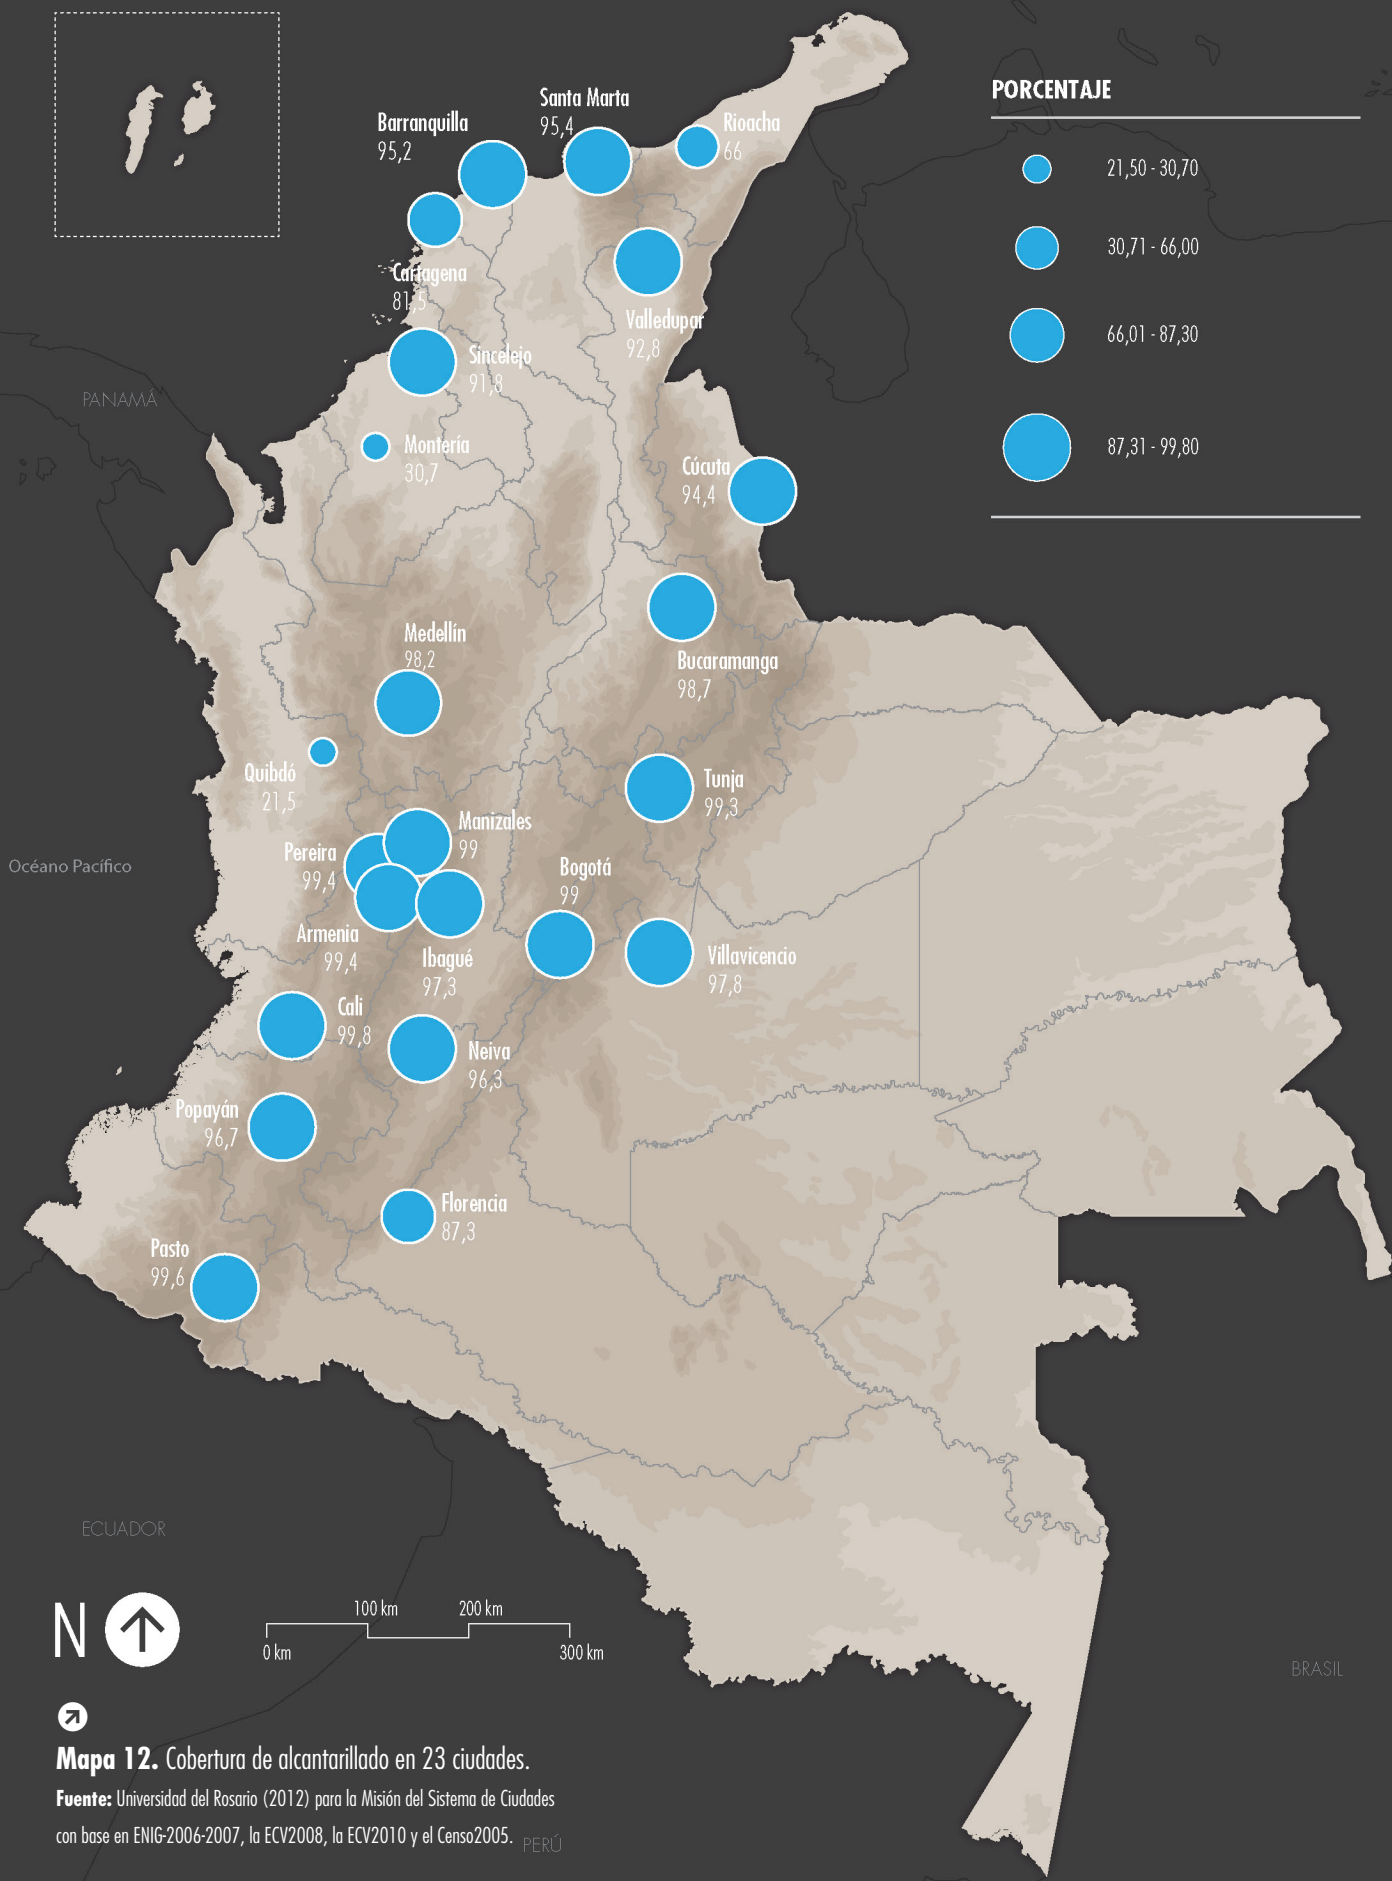 Santa Marta
95,4
Barranquilla
95,2
Rioacha
66
Cartagena
81,5
Valledupar
92,8
Sincelejo
91,8
Montería
30,7
Cúcuta
94,4
PANAMÁ
Medellín
98,2
Bucaramanga
98,7
Quibdó
21,5
Tunja
99,3
Manizales
99
Pereira
99,4
Océano Pacífico
Bogotá
99
Armenia
99,4
Ibagué
97,3
Villavicencio
97,8
Cali
99,8
Neiva
96,3
Popayán
96,7
Florencia
87,3
Pasto
99,6
PORCENTAJE
21,50 - 30,70
30,71 - 66,00
66,01 - 87,30
87,31 - 99,80
ECUADOR
BRASIL
PERÚ
N
100 km
200 km
0 km
300 km
Mapa 12. Cobertura de alcantarillado en 23 ciudades.
Fuente: Universidad del Rosario (2012) para la Misión del Sistema de Ciudades
con base en ENIG-2006-2007, la ECV2008, la ECV2010 y el Censo2005.